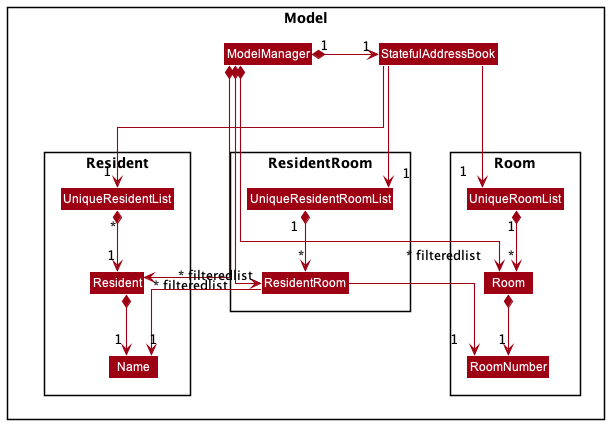 Model
ModelManager
1
1
StatefulAddressBook
Resident
ResidentRoom
Room
1
1
1
UniqueResidentList
UniqueResidentRoomList
UniqueRoomList
*
1
1
1
*
*
* filteredlist
* filteredlist
* filteredlist
Resident
ResidentRoom
Room
1
1
1
1
Name
RoomNumber